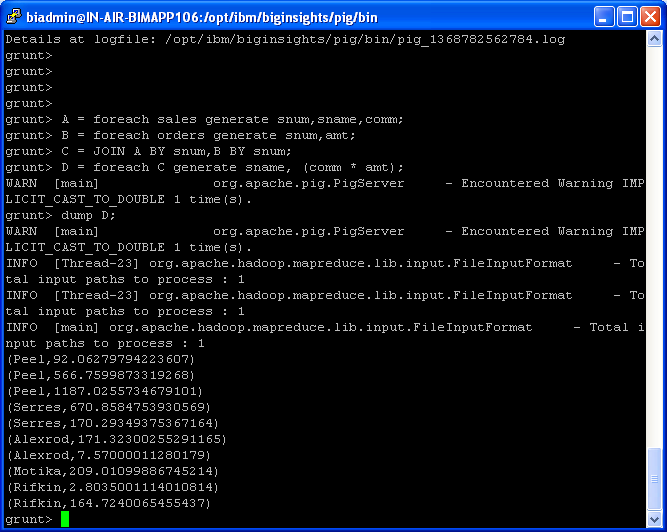 biadmin@IN-AIR-BIMAPP106:/opt/ibm/biginsights/pig/bin
Details at logfile: /opt/ibm/biginsights/pig/bin/pig_1368782562784.log
grunt>
grunt>
grunt>
grunt>
grunt> A = foreach sales generate snum,sname,comm;
grunt> B = foreach orders generate snum,amt;
grunt> C = JOIN A BY snum,B BY snum;
grunt> D = foreach C generate sname, (comm * amt);
WARN  [main]              org.apache.pig.PigServer     - Encountered Warning IMP
LICIT_CAST_TO_DOUBLE 1 time(s).
grunt> dump D;
WARN  [main]              org.apache.pig.PigServer     - Encountered Warning IMP
LICIT_CAST_TO_DOUBLE 1 time(s).
INFO  [Thread-23] org.apache.hadoop.mapreduce.lib.input.FileInputFormat     - To
tal input paths to process : 1
INFO  [Thread-23] org.apache.hadoop.mapreduce.lib.input.FileInputFormat     - To
tal input paths to process : 1
INFO  [main] org.apache.hadoop.mapreduce.lib.input.FileInputFormat     - Total i
nput paths to process : 1
(Peel,92.06279794223607)
(Peel,566.7599873319268)
(Peel,1187.0255734679101)
(Serres,670.8584753930569)
(Serres,170.29349375367164)
(Alexrod,171.32300255291165)
(Alexrod,7.57000011280179)
(Motika,209.01099886745214)
(Rifkin,2.8035001114010814)
(Rifkin,164.7240065455437)
grunt>